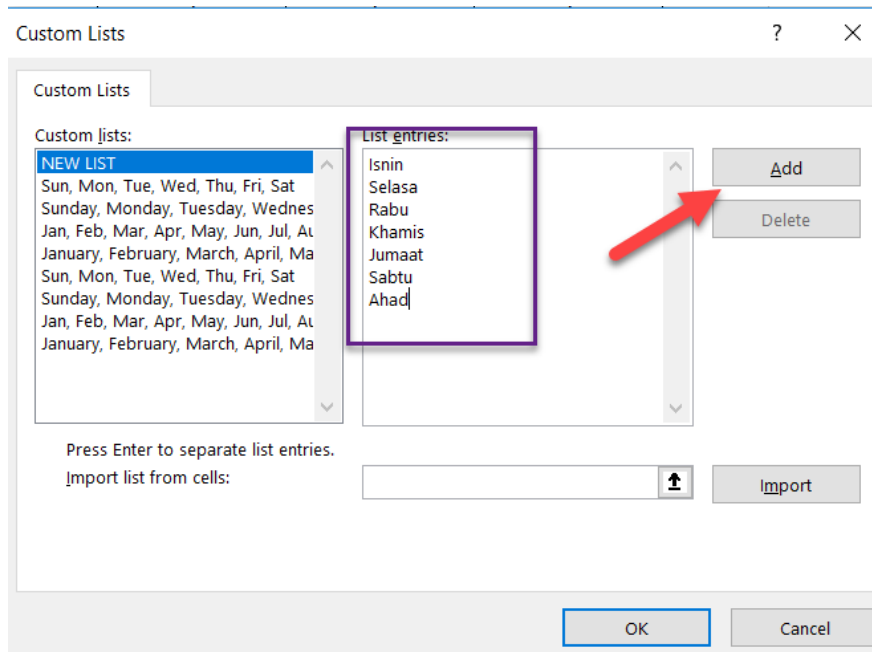 Custom Lists
?
Custom Lists
Custom lists:
NEW LIST
Sun, Mon, Tue, Wed, Thu, Fri, Sat
Sunday, Monday, Tuesday, Wednes
Jan, Feb, Mar, Apr, May, Jun, Jul, Au
January, February, March, April, Ma
Sun, Mon, Tue, Wed, Thu, Fri, Sat
Sunday, Monday, Tuesday, Wednes
Jan, Feb, Mar, Apr, May, Jun, Jul, Au
January, February, March, April, Ma
List entries:
Isnin
Selasa
Rabu
Khamis
Jumaat
Sabtu
Ahad
Add
Delete
Press Enter to separate list entries.
Import list from cells:
Import
OK
Cancel